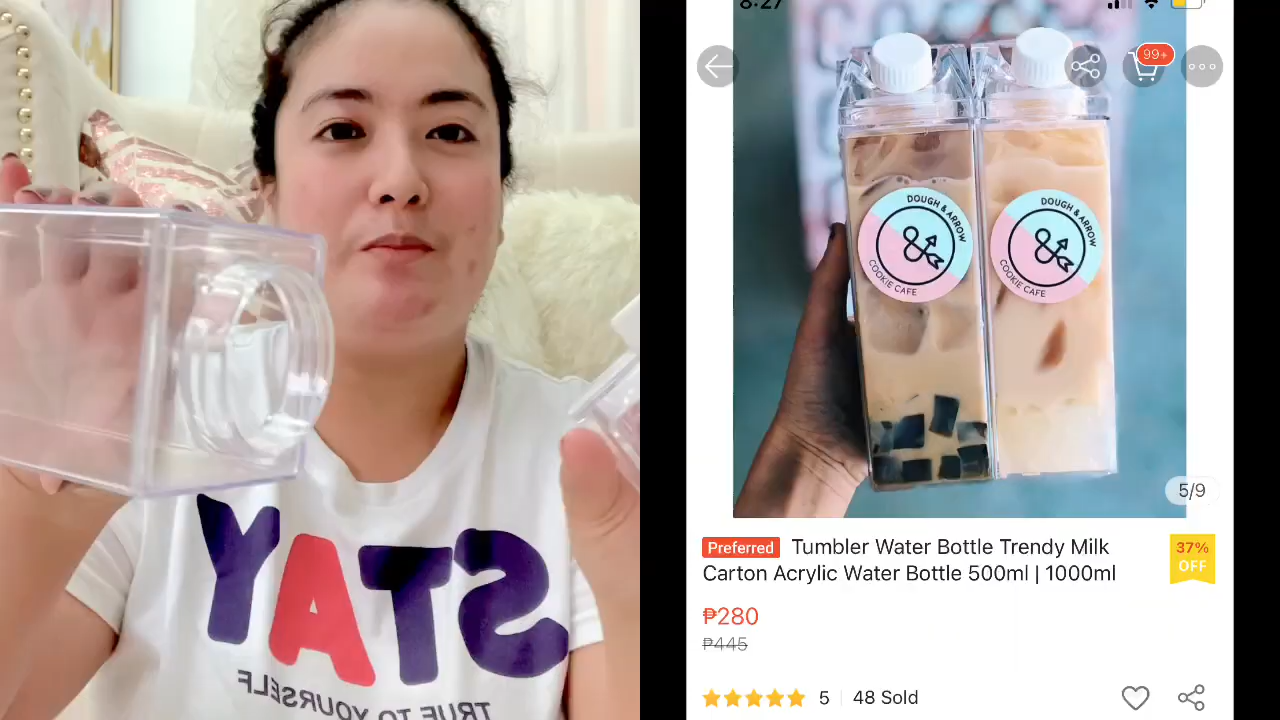 STAY
TRUE TO YOURSELF
8:27
99+
DOUGH & ARROW
&
COOKIE CAFE
DOUGH & ARROW
&
COOKIE CAFE
5/9
Preferred Tumbler Water Bottle Trendy Milk
Carton Acrylic Water Bottle 500ml | 1000ml
37%
OFF
₱280
₱445
5 48 Sold